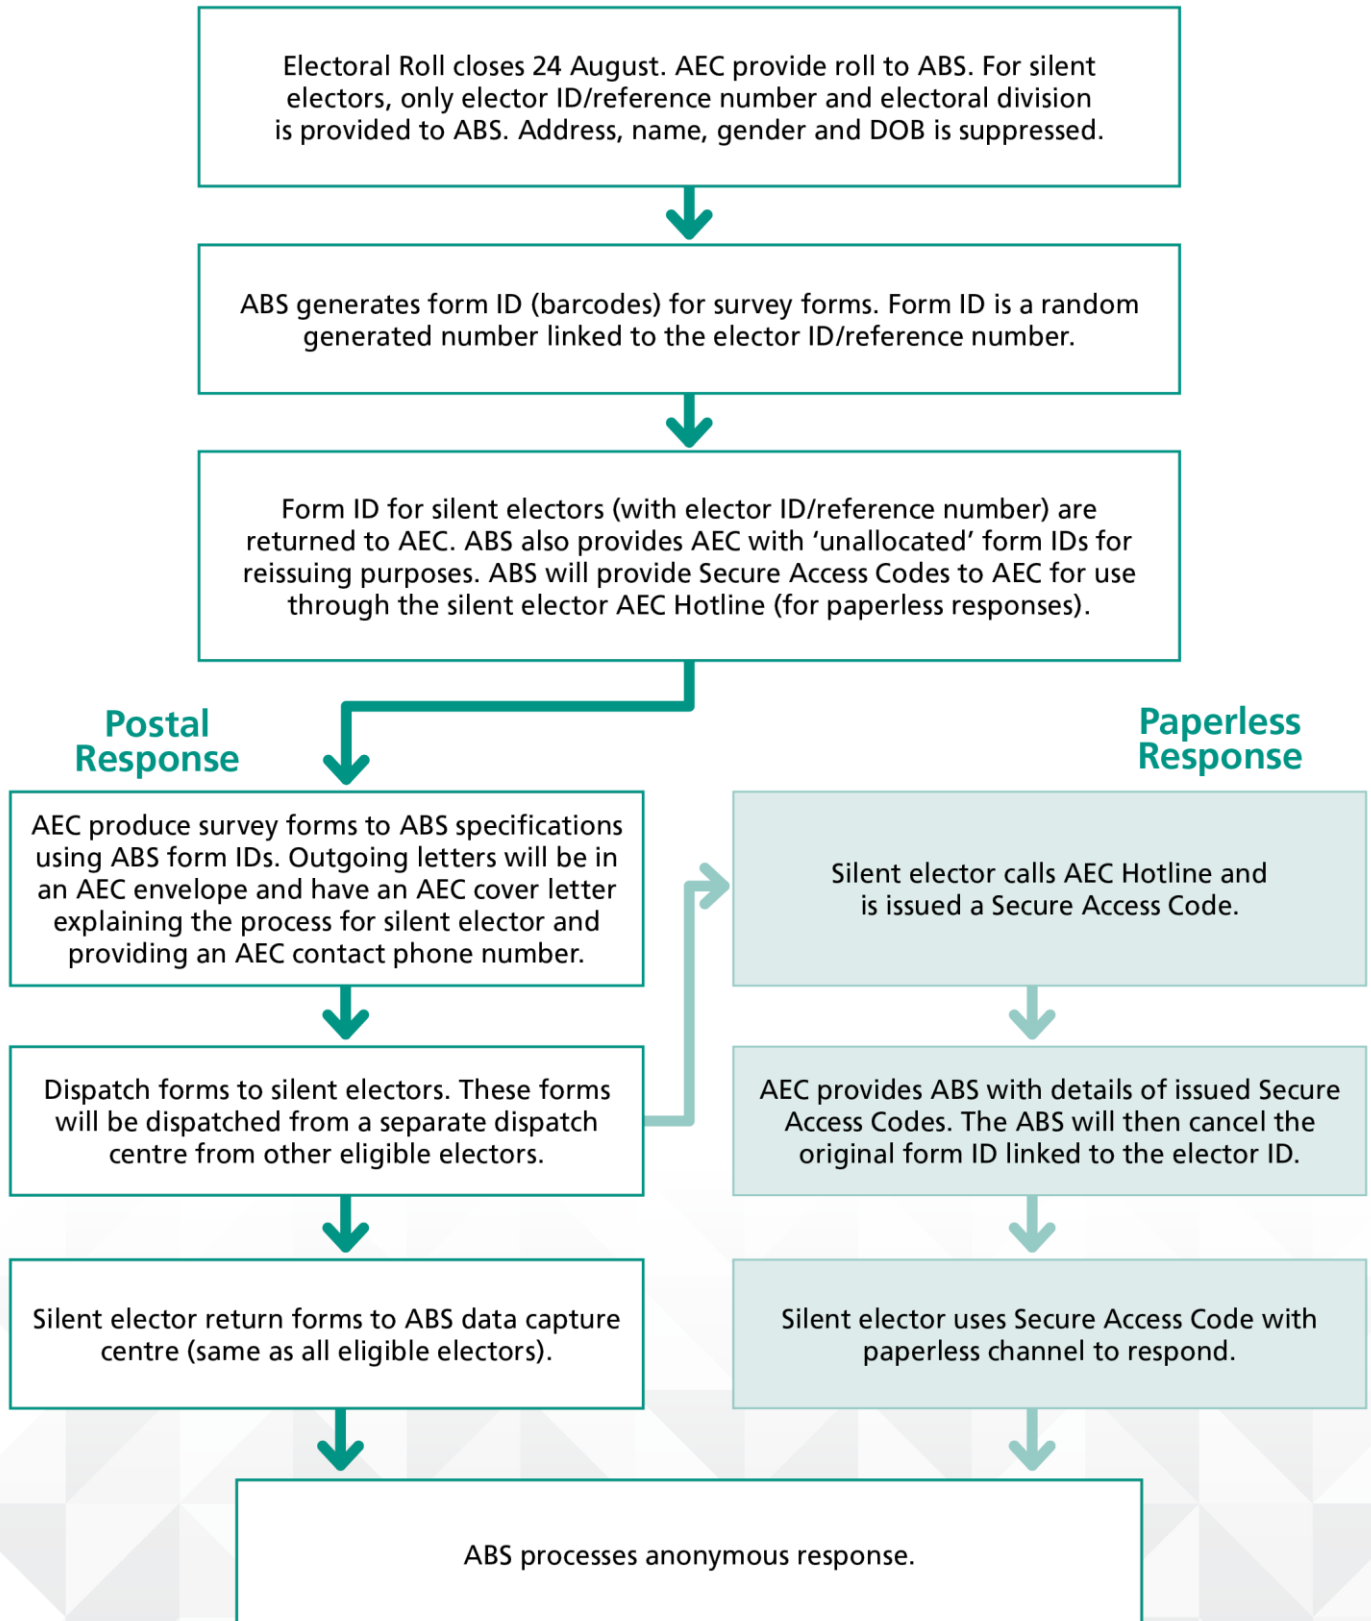 Electoral Roll closes 24 August. AEC provide roll to ABS. For silent
electors, only elector ID/reference number and electoral division
is provided to ABS. Address, name, gender and DOB is suppressed.
ABS generates form ID (barcodes) for survey forms. Form ID is a random
generated number linked to the elector ID/reference number.
Form ID for silent electors (with elector ID/reference number) are
returned to AEC. ABS also provides AEC with ‘unallocated’ form IDs for
reissuing purposes. ABS will provide Secure Access Codes to AEC for use
through the silent elector AEC Hotline (for paperless responses).
Postal
Response
AEC produce survey forms to ABS specifications
using ABS form IDs. Outgoing letters will be in
an AEC envelope and have an AEC cover letter
explaining the process for silent elector and
providing an AEC contact phone number.
Dispatch forms to silent electors. These forms
will be dispatched from a separate dispatch
centre from other eligible electors.
Silent elector return forms to ABS data capture
centre (same as all eligible electors).
Paperless
Response
Silent elector calls AEC Hotline and
is issued a Secure Access Code.
AEC provides ABS with details of issued Secure
Access Codes. The ABS will then cancel the
original form ID linked to the elector ID.
Silent elector uses Secure Access Code with
paperless channel to respond.
ABS processes anonymous response.